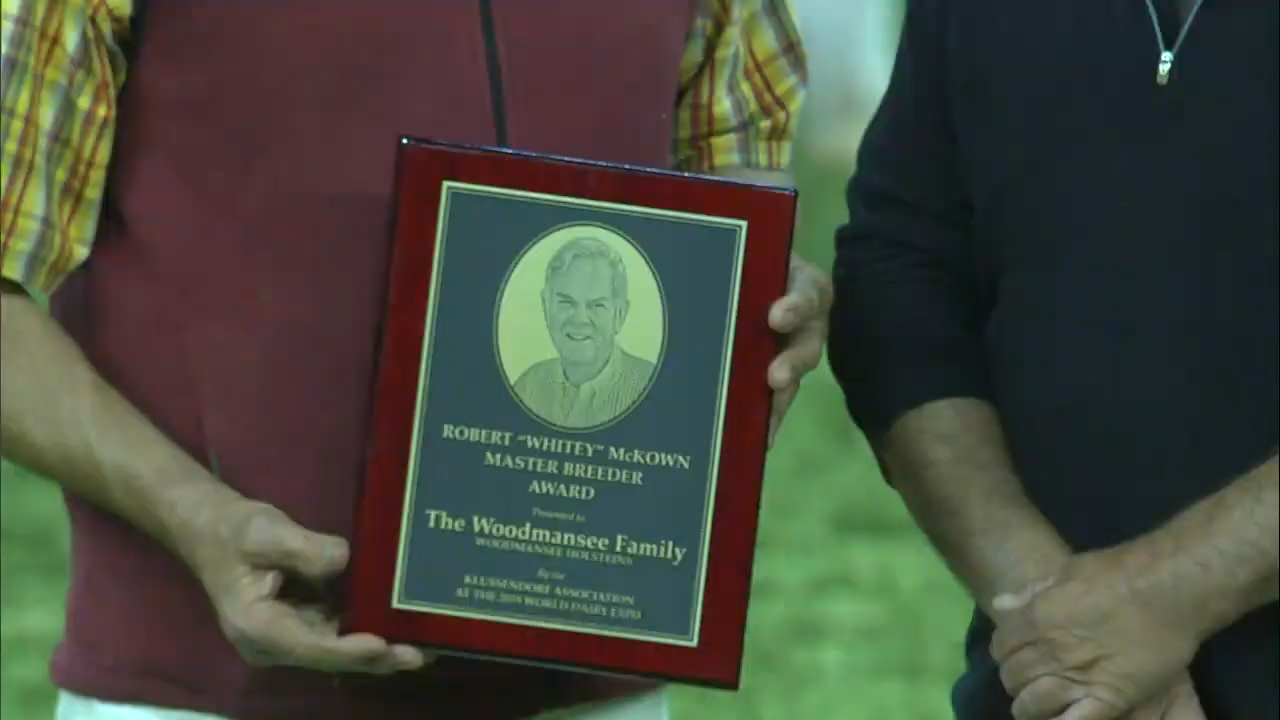 ROBERT "WHITEY" McKOWN
MASTER BREEDER
AWARD
Presented to
The Woodmansee Family
WOODMANSEE HOLSTEINS
By the
KLUSSENDORF ASSOCIATION
AT THE WORLD DAIRY EXPO